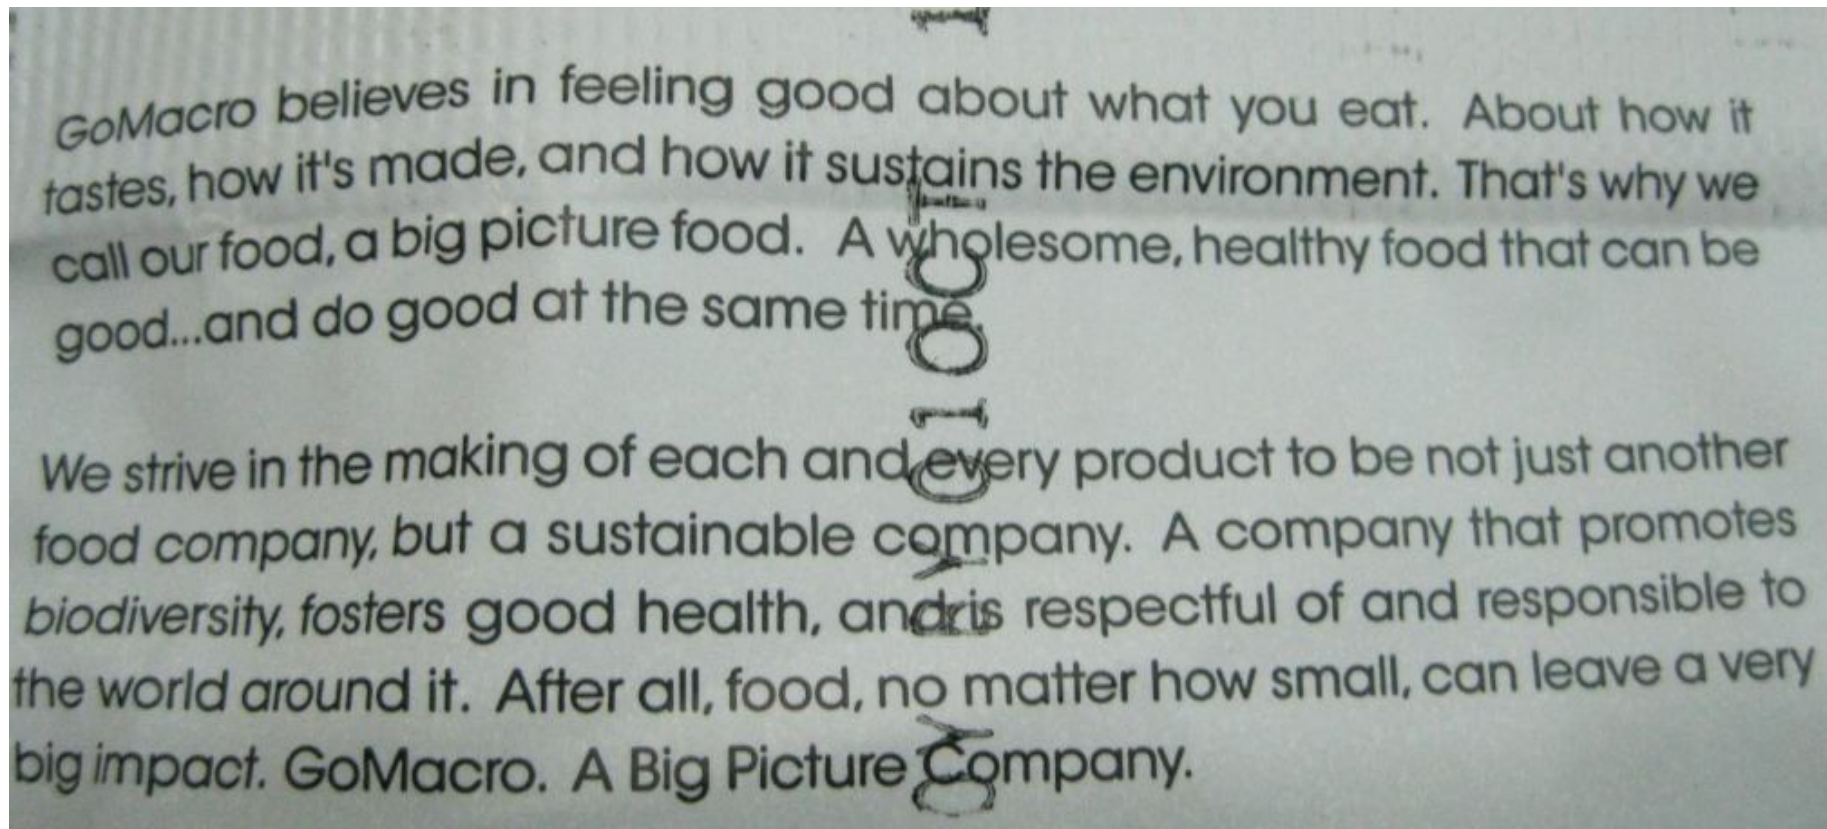 GoMacro believes in feeling good about what you eat. About how it
tastes, how it's made, and how it sustains the environment. That's why we
call our food, a big picture food. A wholesome, healthy food that can be
good...and do good at the same time.
We strive in the making of each and every product to be not just another
food company, but a sustainable company. A company that promotes
biodiversity, fosters good health, and is respectful of and responsible to
the world around it. After all, food, no matter how small, can leave a very
big impact. GoMacro. A Big Picture Company.